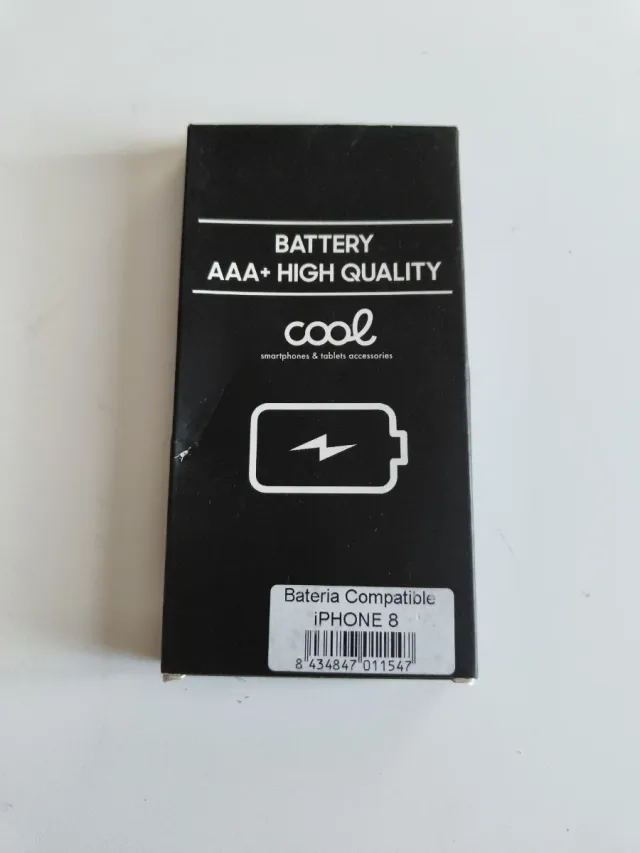 BATTERY
AAA+ HIGH QUALITY
cool
smartphones & tablets accessories
Bateria Compatible
iPHONE 8
8 434847 011547